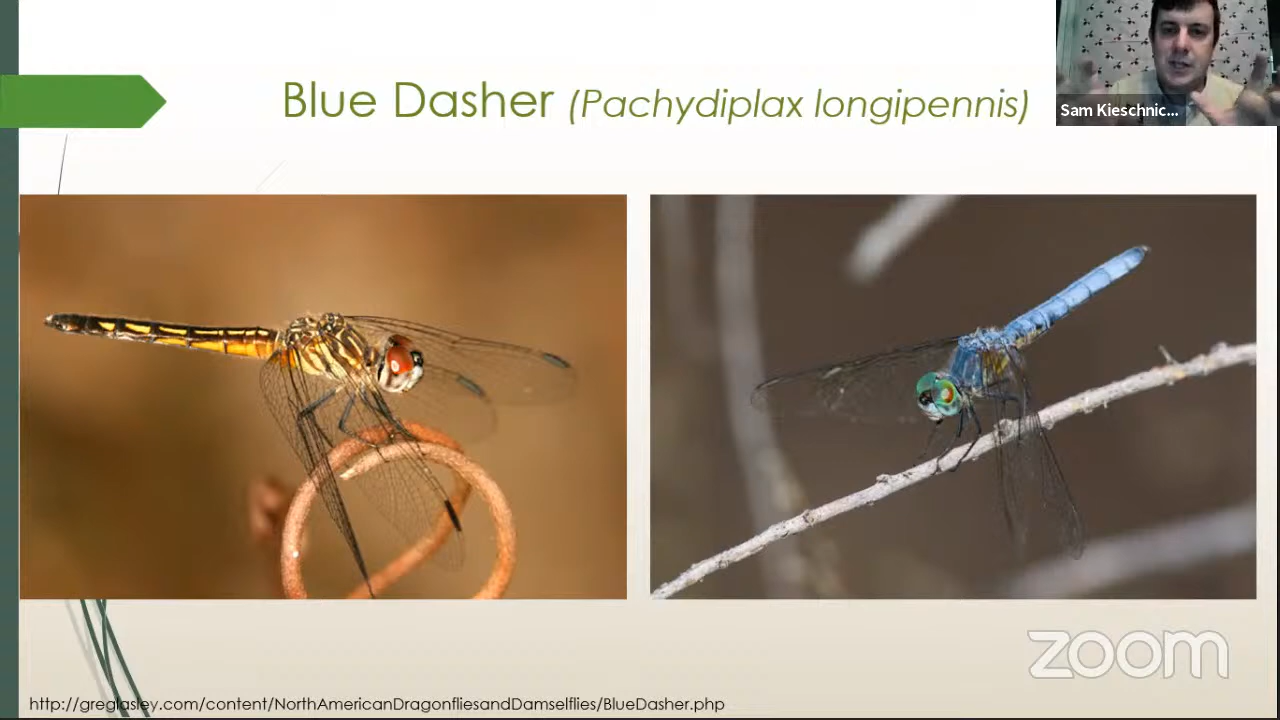 Blue Dasher (Pachydiplax longipennis)
Sam Kieschnic...
zoom
http://greglasley.com/content/NorthAmericanDragonfliesandDamselflies/BlueDasher.php